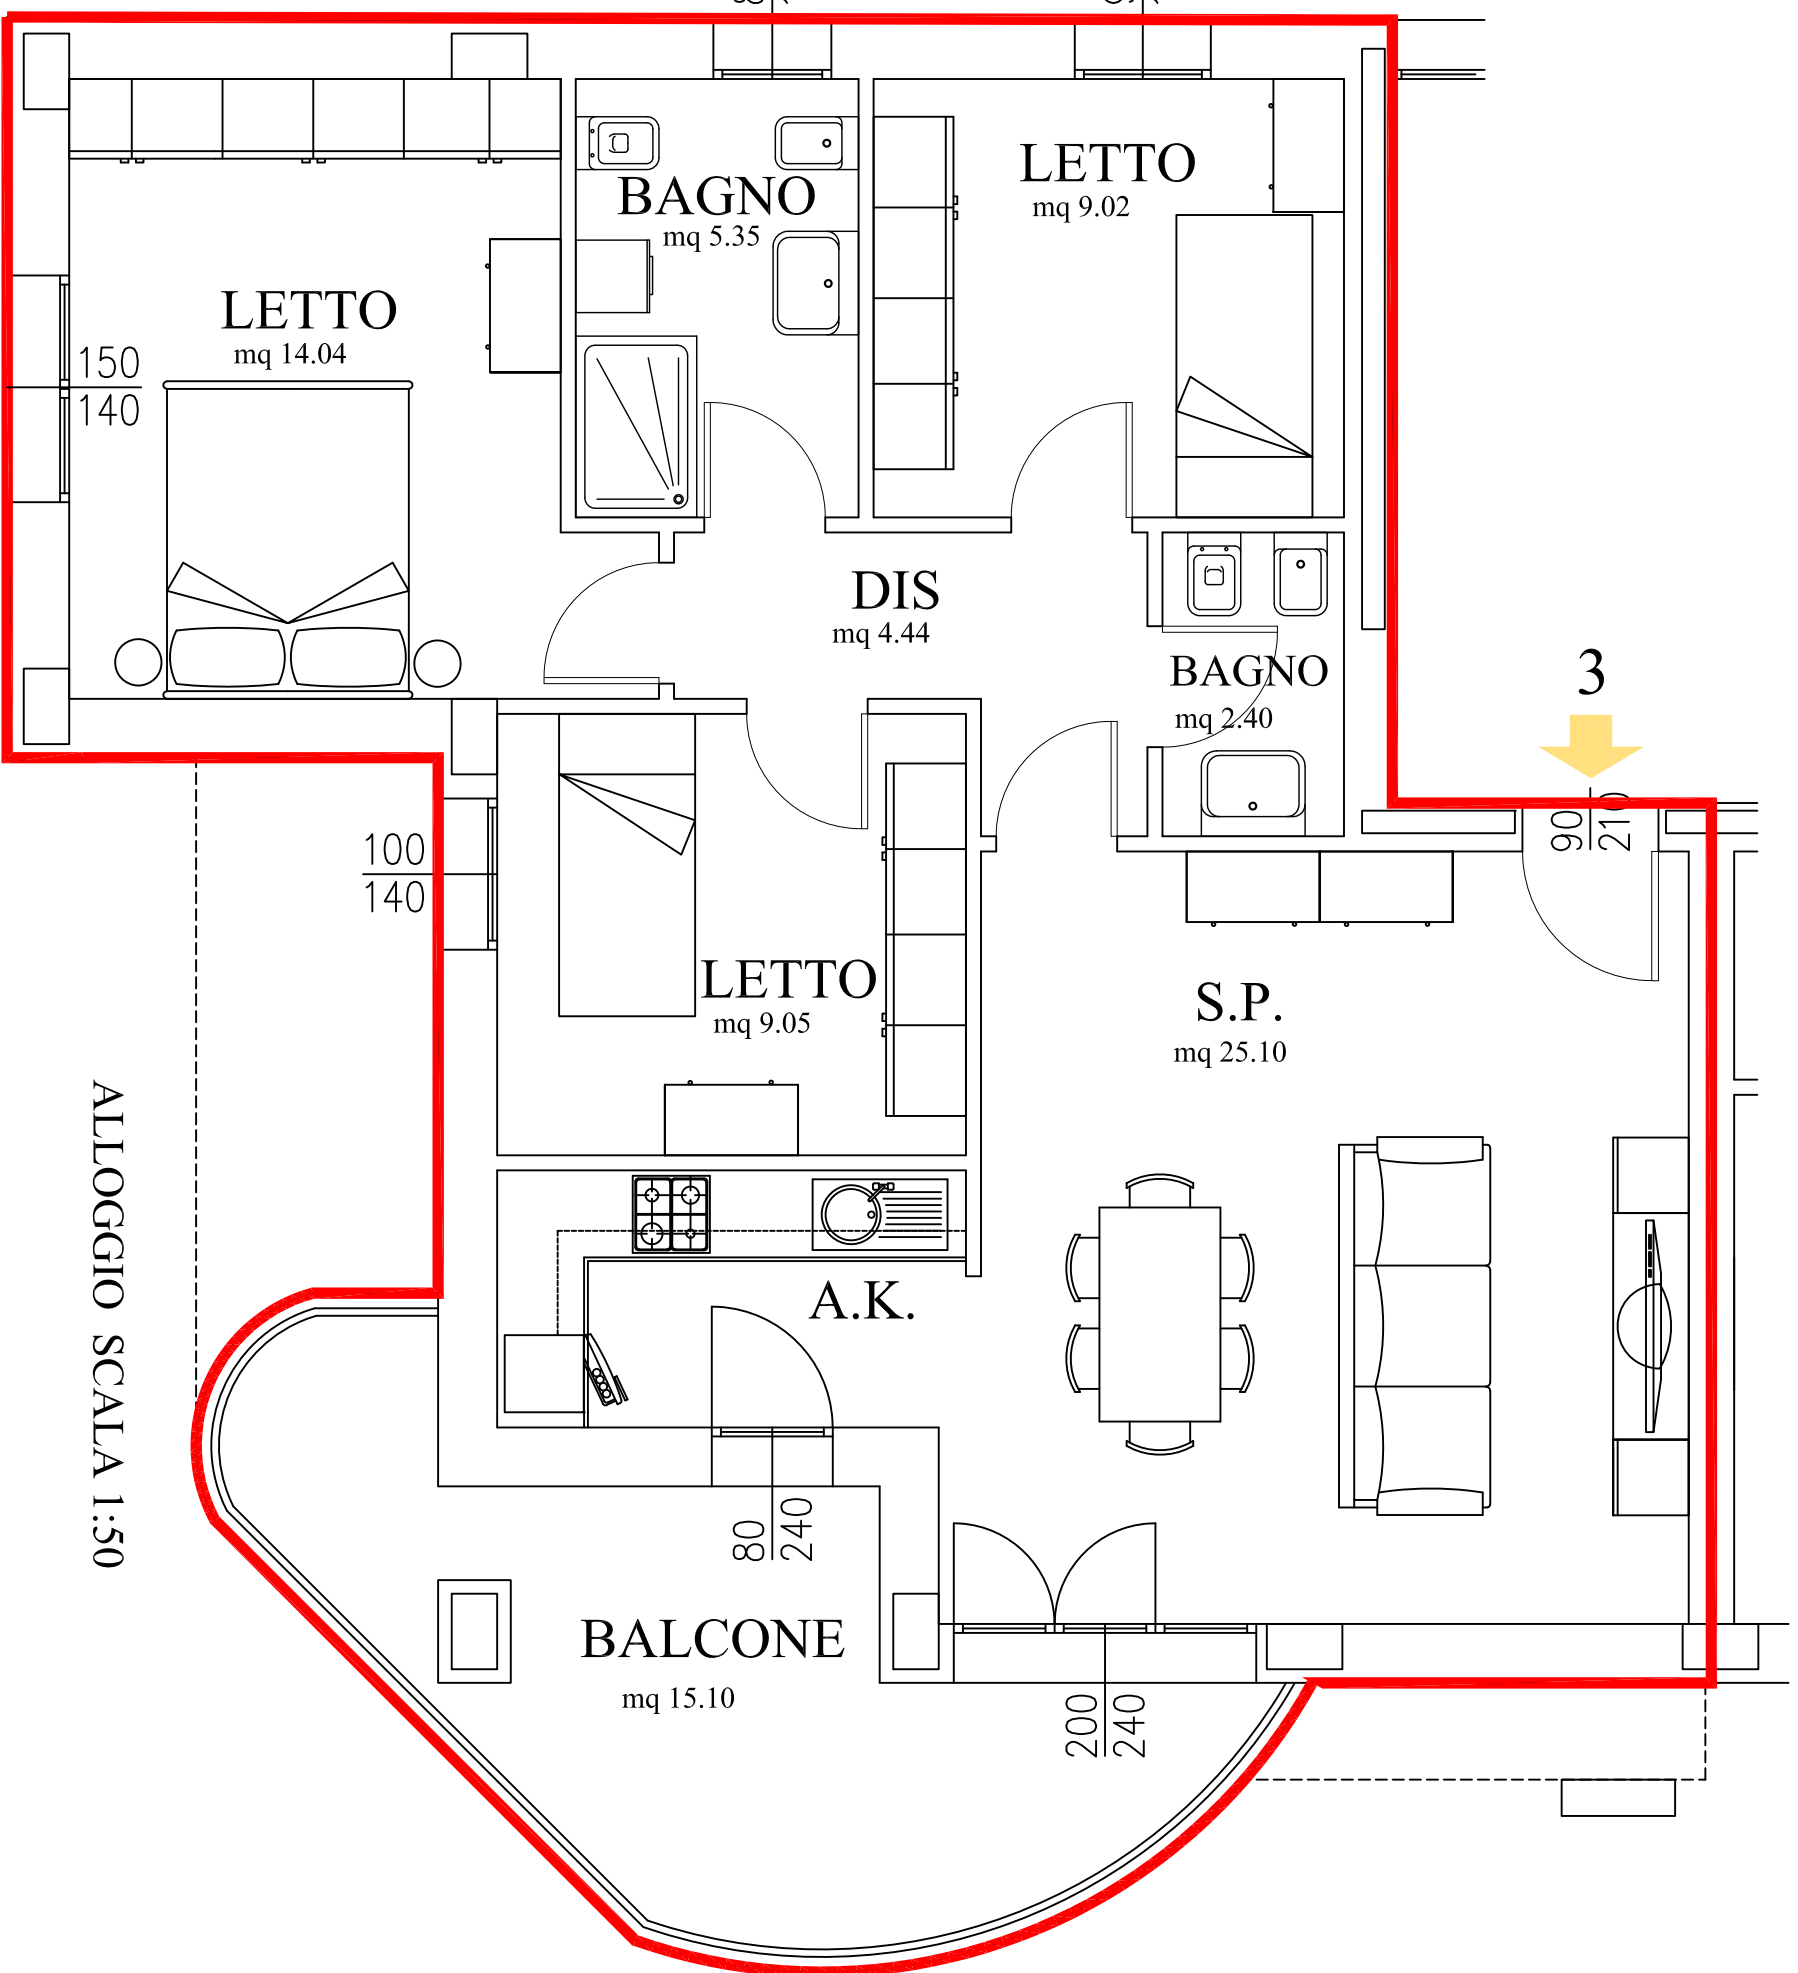 LETTO
mq 9.02
BAGNO
mq 5.35
LETTO
mq 14.04
150
140
DIS
mq 4.44
BAGNO
mq 2.40
3
90
210
100
140
LETTO
mq 9.05
S.P.
mq 25.10
A.K.
ALLOGGIO SCALA 1:50
80
240
BALCONE
mq 15.10
200
240